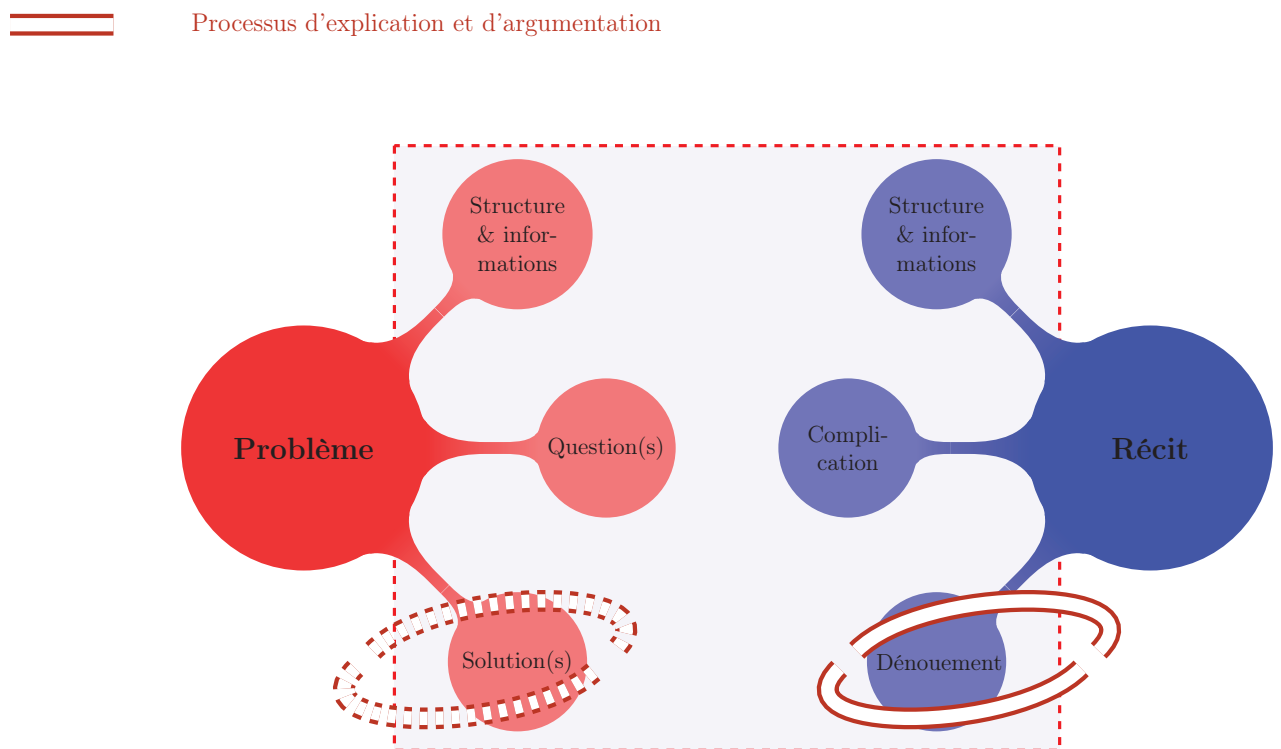 Processus d'explication et d'argumentation
Structure
& infor-
mations
Structure
& infor-
mations
Problème
Question(s)
Compli-
cation
Récit
Solution(s)
Dénouement